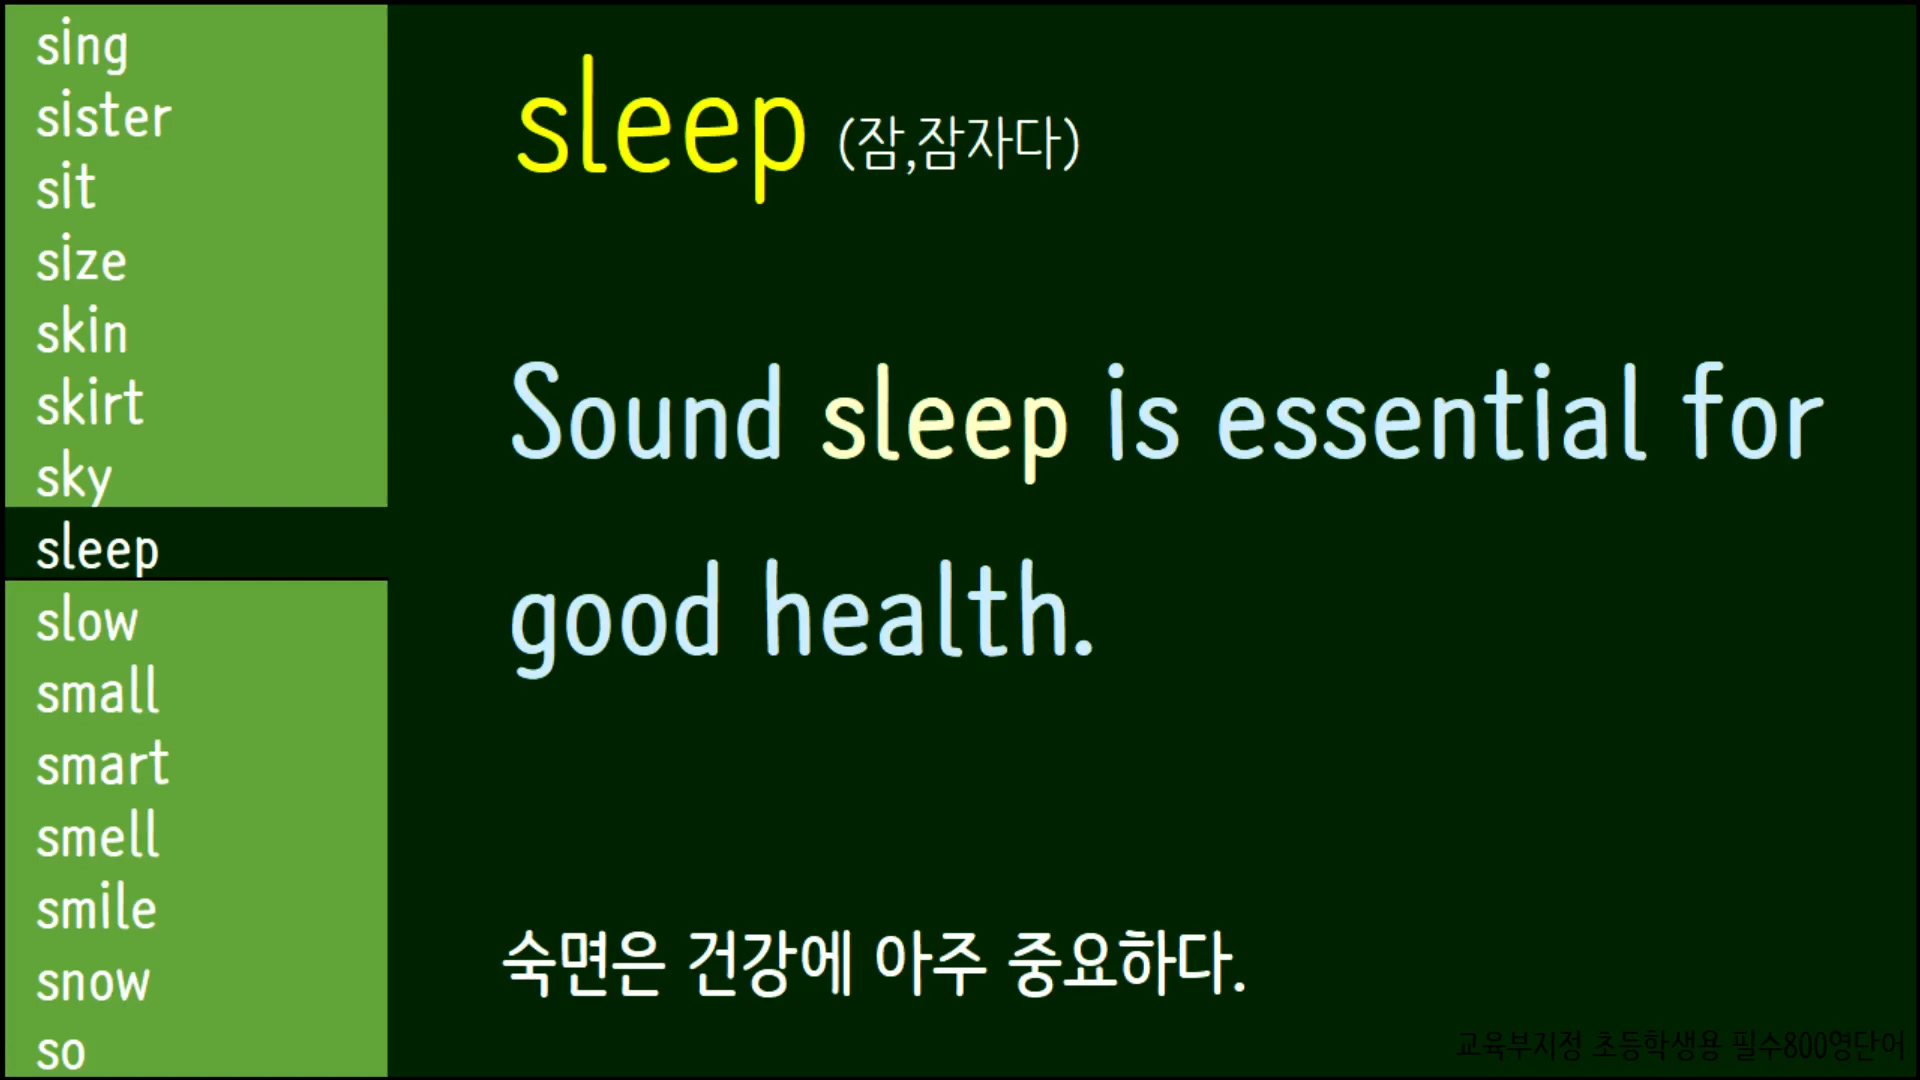 sing
sister
sit
size
skin
skirt
sky
sleep
slow
small
smart
smell
smile
snow
so
sleep (잠,잠자다)
Sound sleep is essential for
good health.
숙면은 건강에 아주 중요하다.
교육부지정 초등학생용 필수800영단어